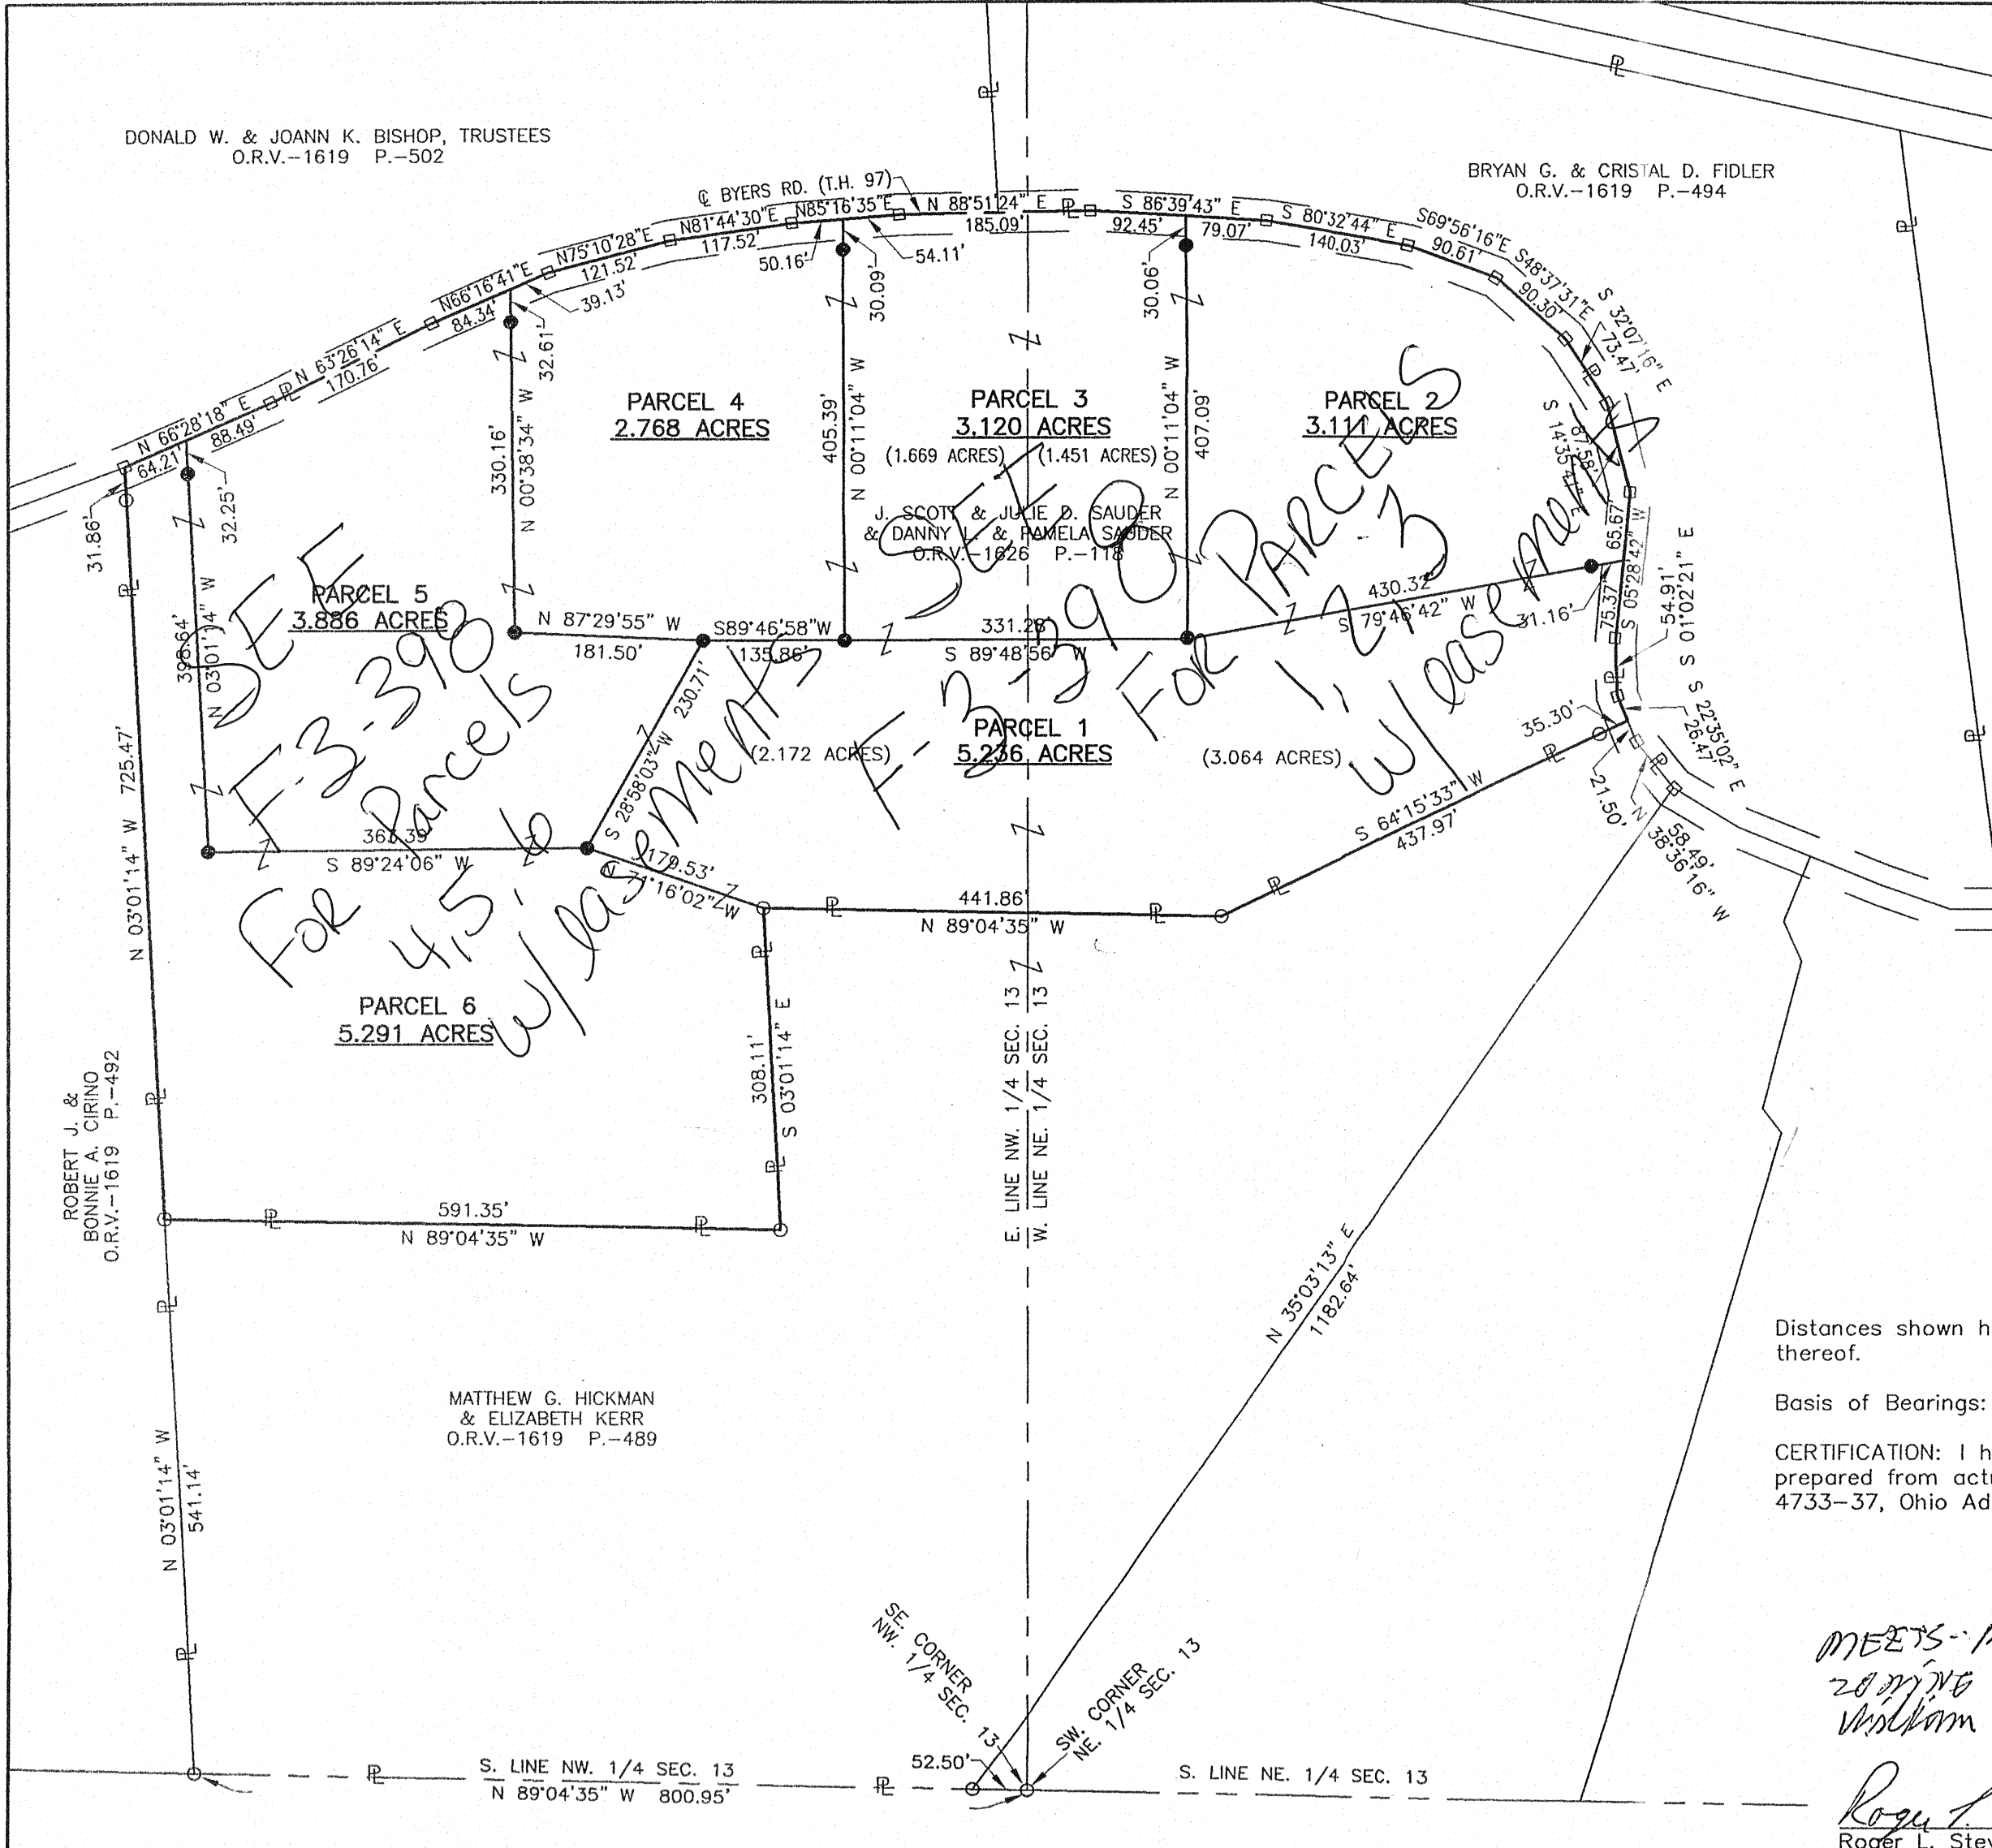 DONALD W. & JOANN K. BISHOP, TRUSTEES
O.R.V.-1619 P.-502
BRYAN G. & CRISTAL D. FIDLER
O.R.V.-1619 P.-494
℄ BYERS RD. (T.H. 97)
N 66°28'18" E
64.21'
88.49'
N 63°26'14" E
170.76'
N66°16'41"E
84.34'
39.13'
N75°10'28"E
121.52'
N81°44'30"E
117.52'
N85°16'35"E
50.16'
54.11'
N 88°51'24" E
185.09'
S 86°39'43" E
92.45'
79.07'
S 80°32'44" E
140.03'
S69°56'16"E
90.61'
S48°37'31"E
90.30'
S 32°07'16" E
73.47'
S 14°35'47" E
87.58'
65.67'
S 05°28'42" W
75.37'
54.91'
S 01°02'21" E
S 22°35'02" E
26.47'
21.50'
58.49'
N 38°36'16" W
31.86'
32.25'
32.61'
30.09'
30.06'
31.16'
35.30'
PARCEL 4
2.768 ACRES
PARCEL 3
3.120 ACRES
(1.669 ACRES) (1.451 ACRES)
PARCEL 2
3.111 ACRES
J. SCOTT & JULIE D. SAUDER
& DANNY L. & PAMELA SAUDER
O.R.V.-1626 P.-118
330.16'
N 00°38'34" W
405.39'
N 00°11'04" W
N 00°11'04" W
407.09'
PARCEL 5
3.886 ACRES
398.64'
N 03°01'14" W
N 87°29'55" W
181.50'
S89°46'58"W
135.86'
331.28'
S 89°48'56" W
430.32'
S 79°46'42" W
S 28°58'03" W 230.71'
PARCEL 1
5.236 ACRES
(2.172 ACRES)
(3.064 ACRES)
S 64°15'33" W
437.97'
363.39'
S 89°24'06" W
179.53'
N 71°16'02" W
441.86'
N 89°04'35" W
N 03°01'14" W 725.47'
PARCEL 6
5.291 ACRES
308.11'
S 03°01'14" E
591.35'
N 89°04'35" W
SEE
F-3-398
For Parcels
4,5,6
w/easements
SEE
F-3-390
FOR PARCELS
1, 2, 3
w/easements
ROBERT J. &
BONNIE A. CIRINO
O.R.V.-1619 P.-492
E. LINE NW. 1/4 SEC. 13
W. LINE NE. 1/4 SEC. 13
N 35°03'13" E
1182.64'
MATTHEW G. HICKMAN
& ELIZABETH KERR
O.R.V.-1619 P.-489
N 03°01'14" W
541.14'
SE. CORNER
NW. 1/4 SEC. 13
SW. CORNER
NE. 1/4 SEC. 13
52.50'
S. LINE NW. 1/4 SEC. 13
N 89°04'35" W 800.95'
S. LINE NE. 1/4 SEC. 13
Distances shown h
thereof.
Basis of Bearings:
CERTIFICATION: I h
prepared from act
4733-37, Ohio Ad
MEETS
ZONING
Roger L.
Roger L. Stev